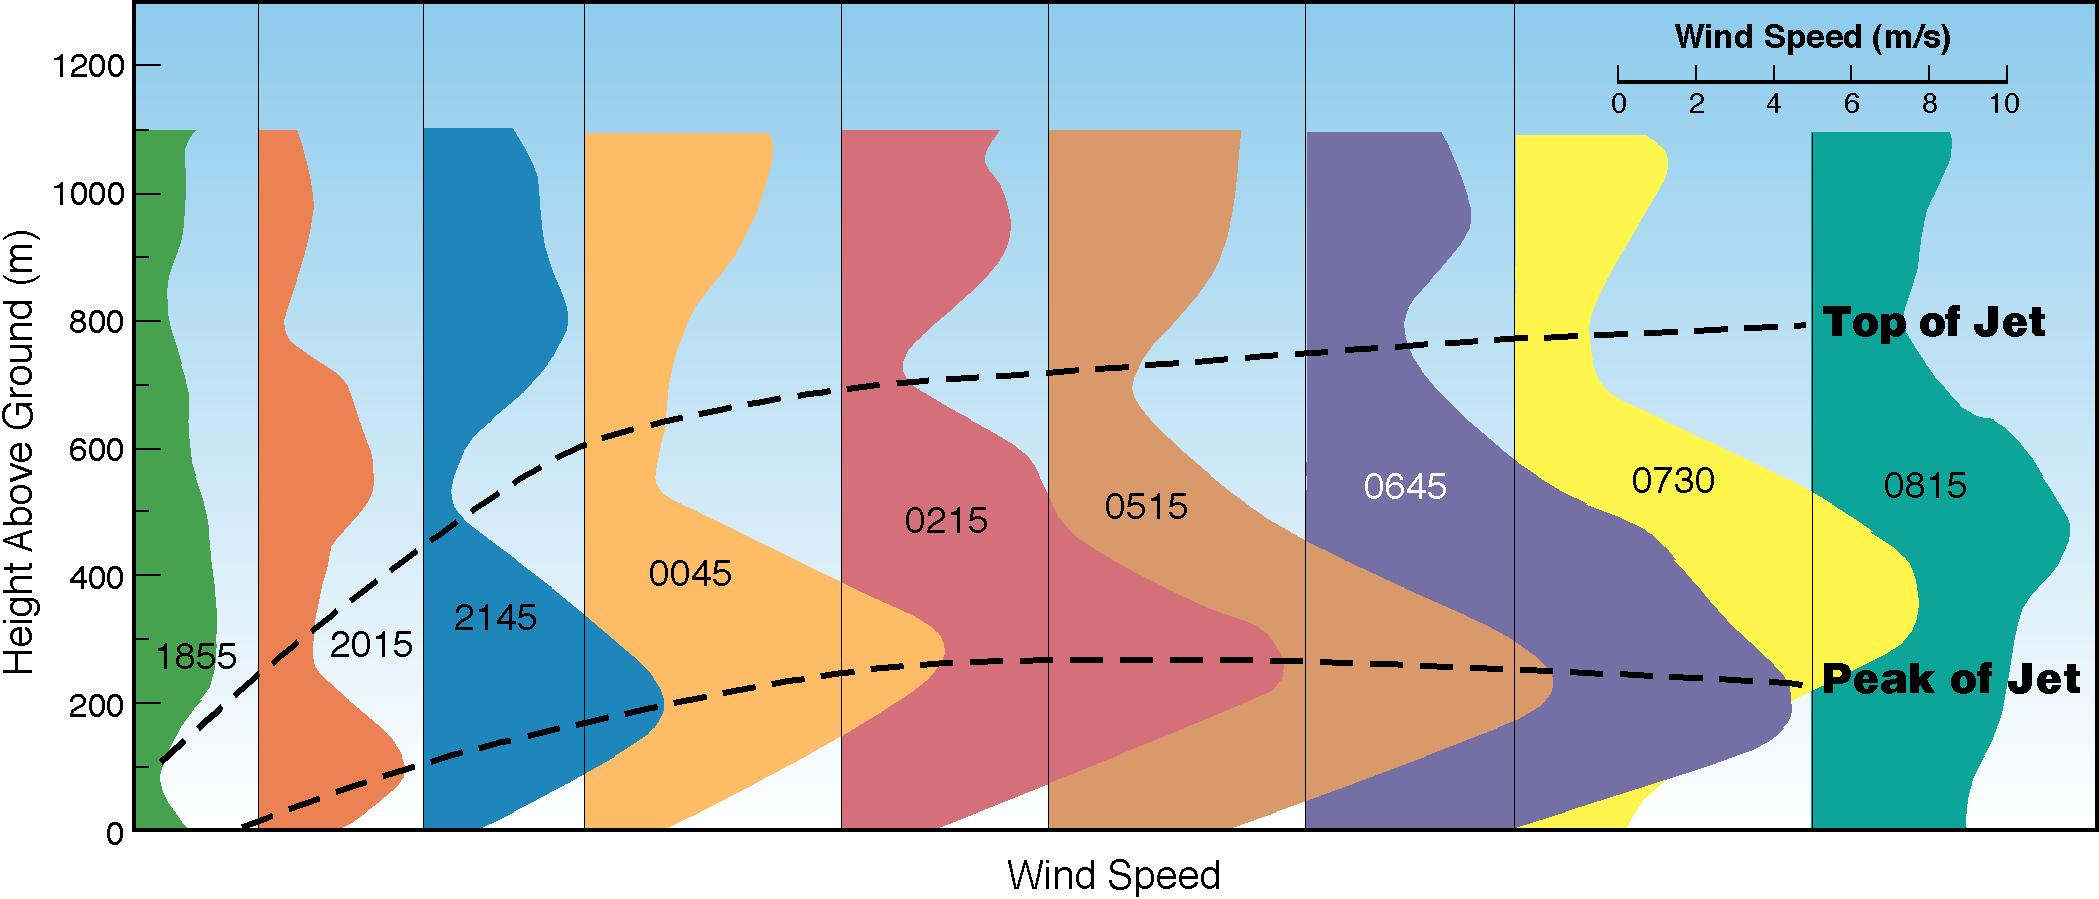 Wind Speed (m/s)
0 2 4 6 8 10
1200
1000
800
600
400
200
0
Height Above Ground (m)
1855
2015
2145
0045
0215
0515
0645
0730
0815
Top of Jet
Peak of Jet
Wind Speed